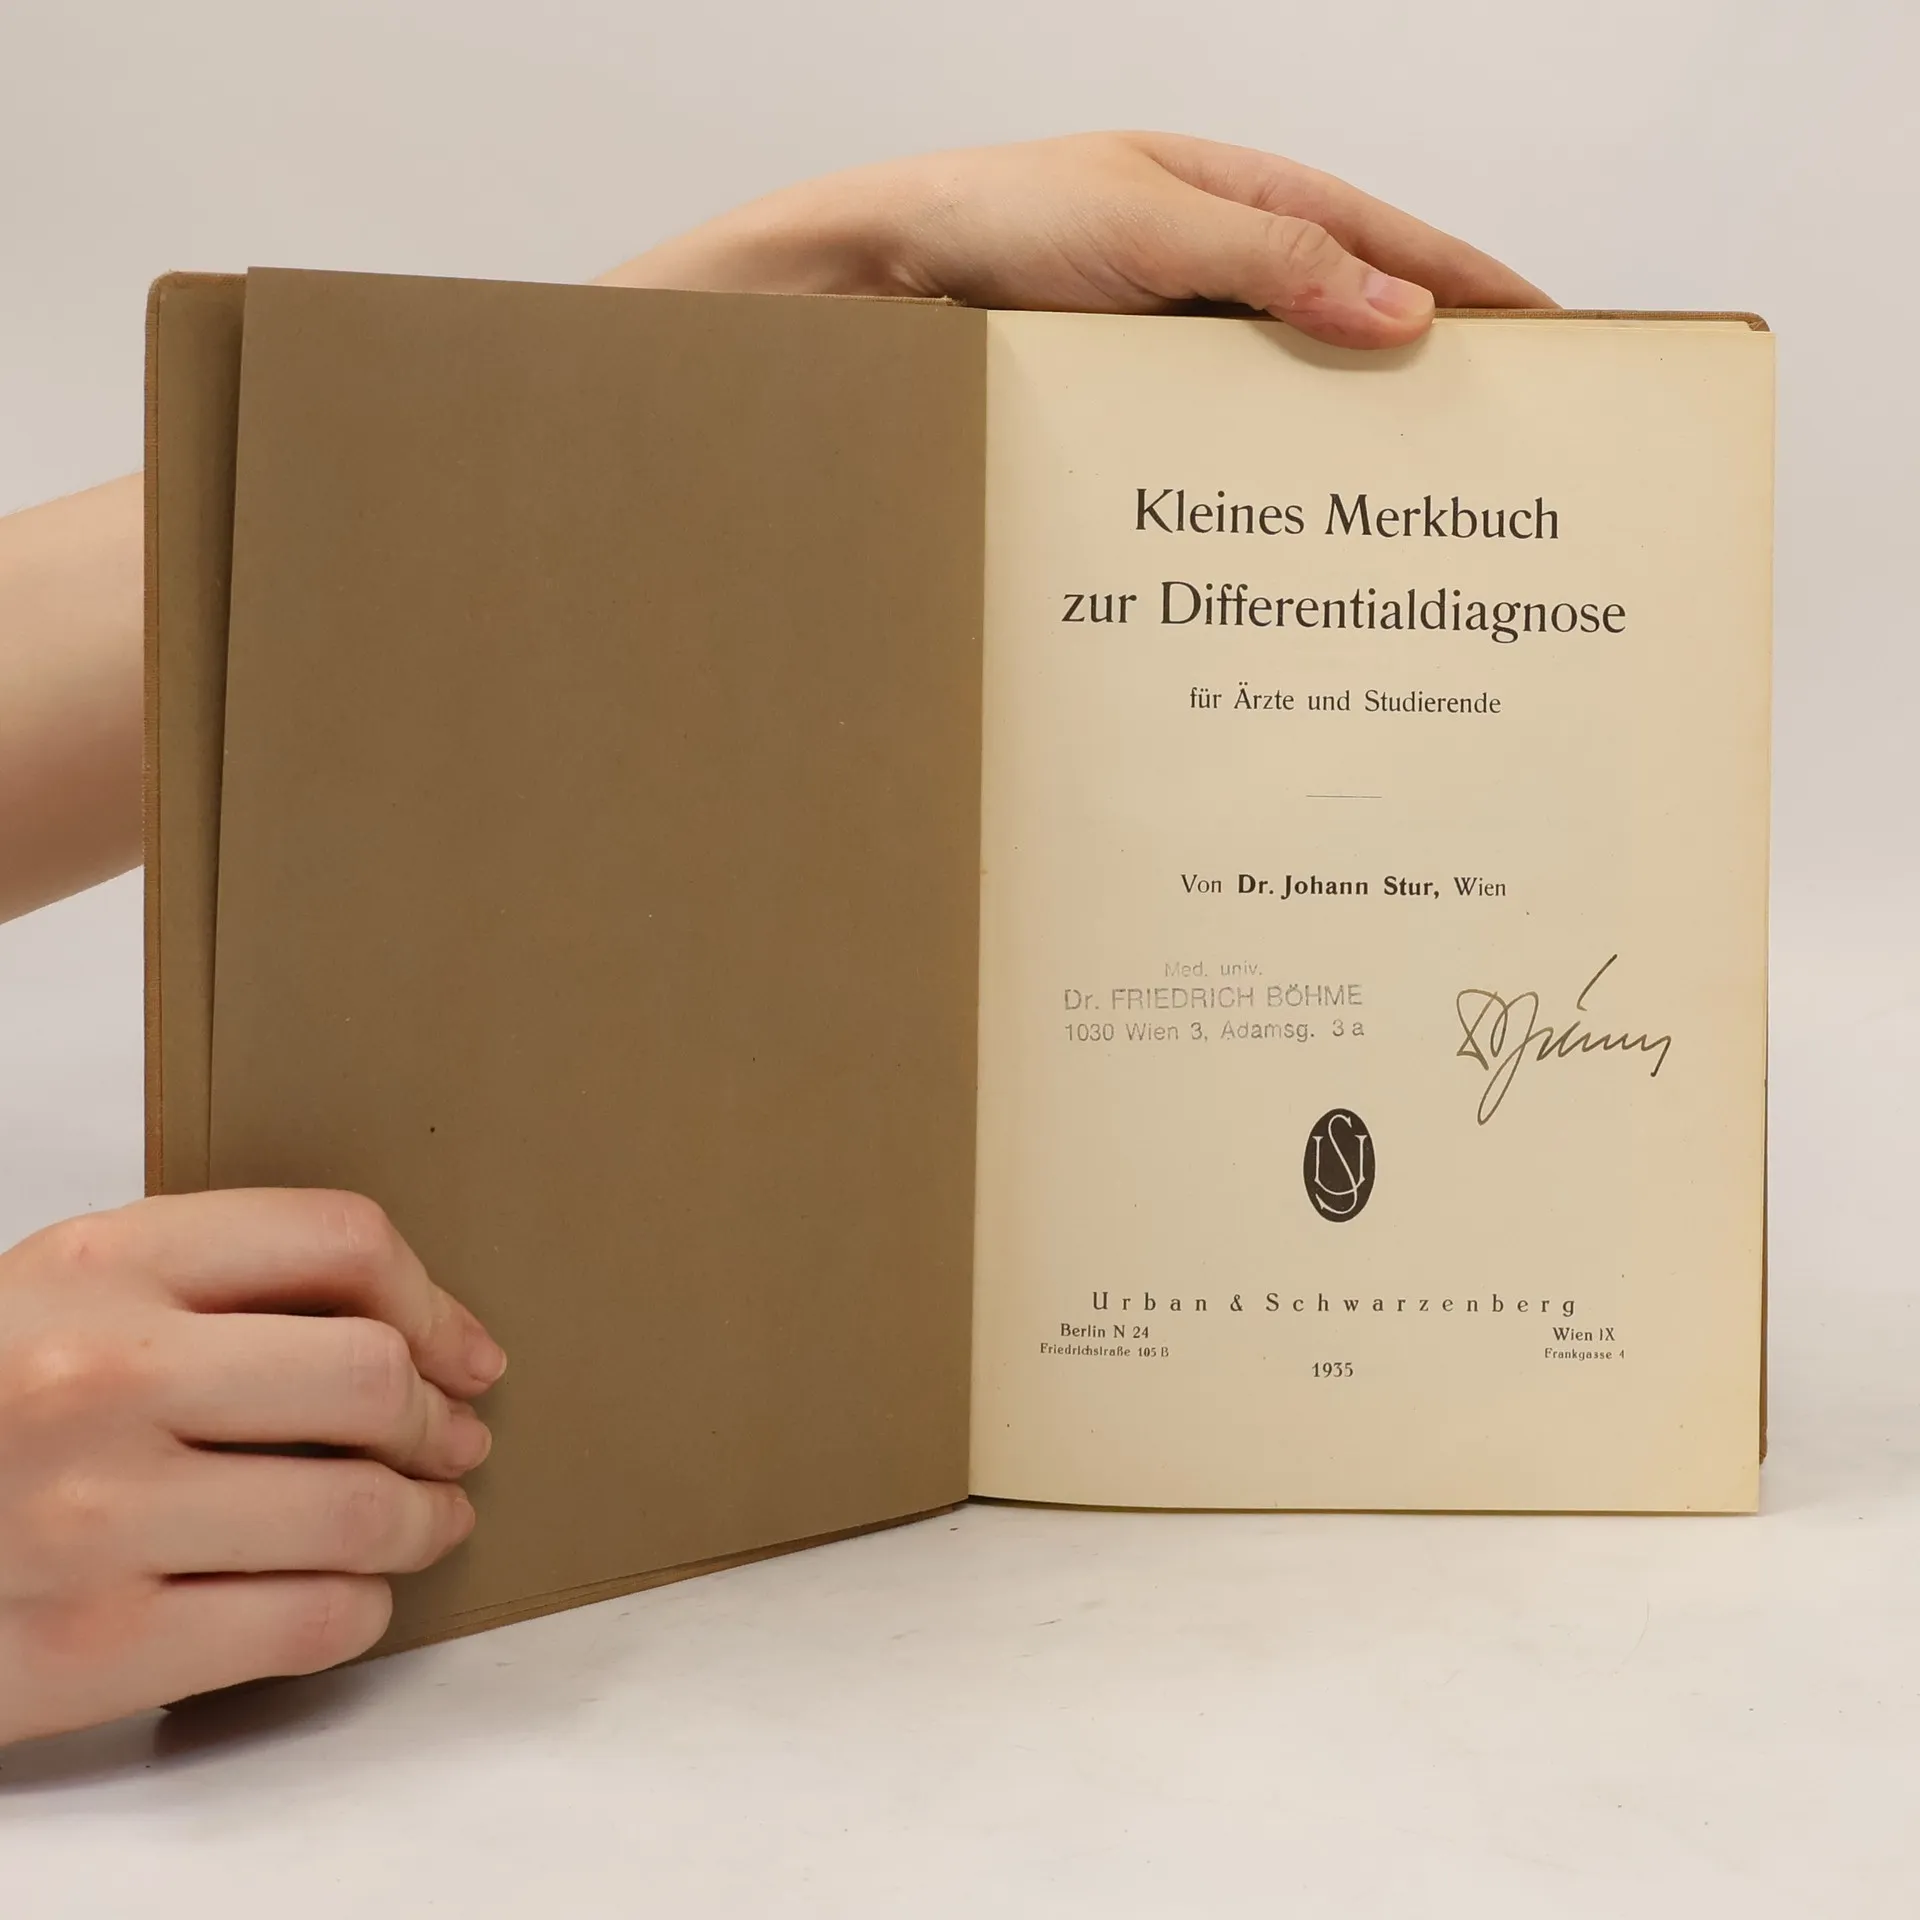 Kleines Merkbuch
zur Differentialdiagnose
für Ärzte und Studierende
Von Dr. Johann Stur, Wien
Med. univ.
Dr. FRIEDRICH BÖHME
1030 Wien 3, Adamsg. 3 a
US
Urban & Schwarzenberg
Berlin N 24
Friedrichstraße 105 B
Wien IX
Frankgasse 4
1935